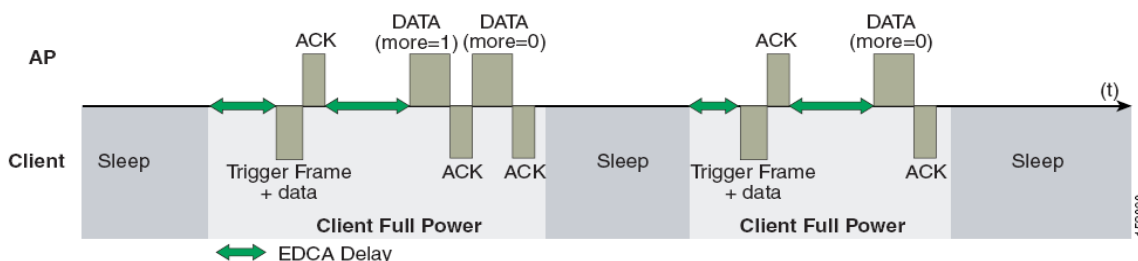 DATA DATA
ACK (more=1) (more=0)
DATA
ACK (more=0)
AP
(t)
Client
Sleep
Trigger Frame
+ data
ACK ACK
Client Full Power
Sleep
Trigger Frame
+ data
ACK
Client Full Power
Sleep
EDCA Delay